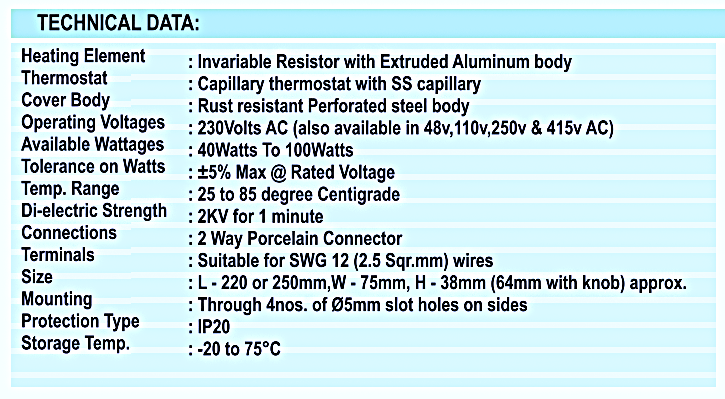 TECHNICAL DATA:
Heating Element : Invariable Resistor with Extruded Aluminum body
Thermostat : Capillary thermostat with SS capillary
Cover Body : Rust resistant Perforated steel body
Operating Voltages : 230Volts AC (also available in 48v,110v,250v & 415v AC)
Available Wattages : 40Watts To 100Watts
Tolerance on Watts : ±5% Max @ Rated Voltage
Temp. Range : 25 to 85 degree Centigrade
Di-electric Strength : 2KV for 1 minute
Connections : 2 Way Porcelain Connector
Terminals : Suitable for SWG 12 (2.5 Sqr.mm) wires
Size : L - 220 or 250mm,W - 75mm, H - 38mm (64mm with knob) approx.
Mounting : Through 4nos. of Ø5mm slot holes on sides
Protection Type : IP20
Storage Temp. : -20 to 75°C